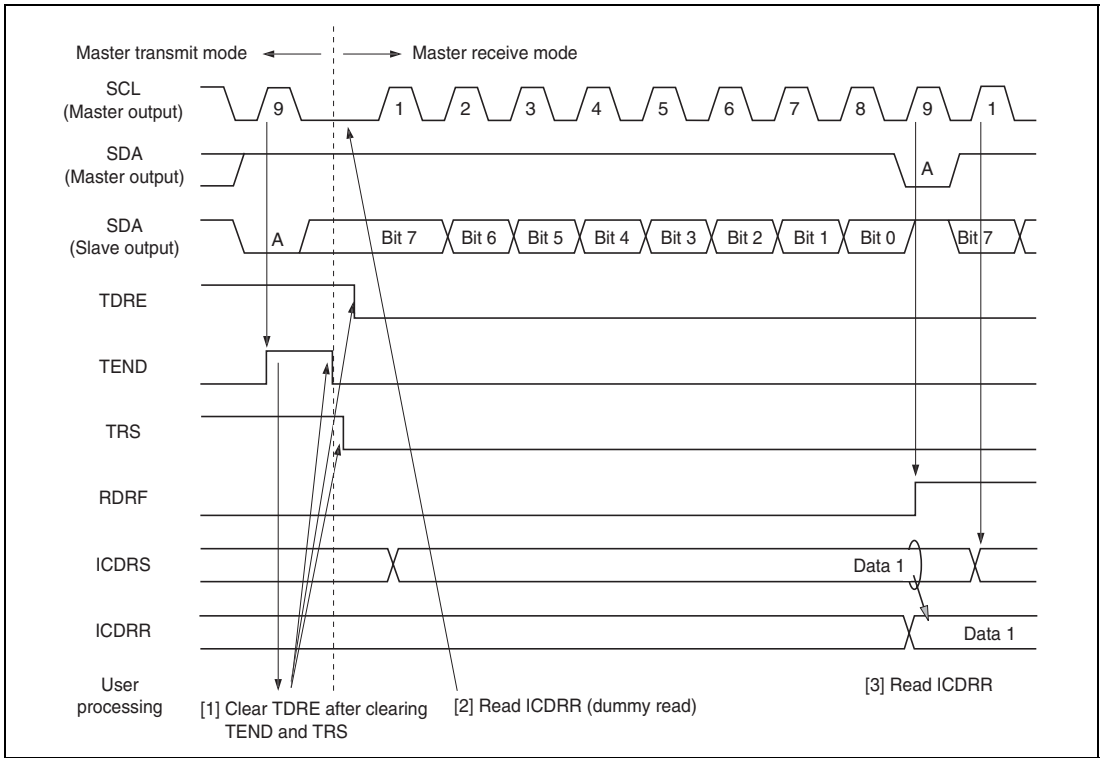 Master transmit mode
Master receive mode
SCL
(Master output)
9 1 2 3 4 5 6 7 8 9 1
SDA
(Master output)
A
SDA
(Slave output)
A Bit 7 Bit 6 Bit 5 Bit 4 Bit 3 Bit 2 Bit 1 Bit 0 Bit 7
TDRE
TEND
TRS
RDRF
ICDRS
Data 1
ICDRR
Data 1
User
processing
[1] Clear TDRE after clearing
TEND and TRS
[2] Read ICDRR (dummy read)
[3] Read ICDRR